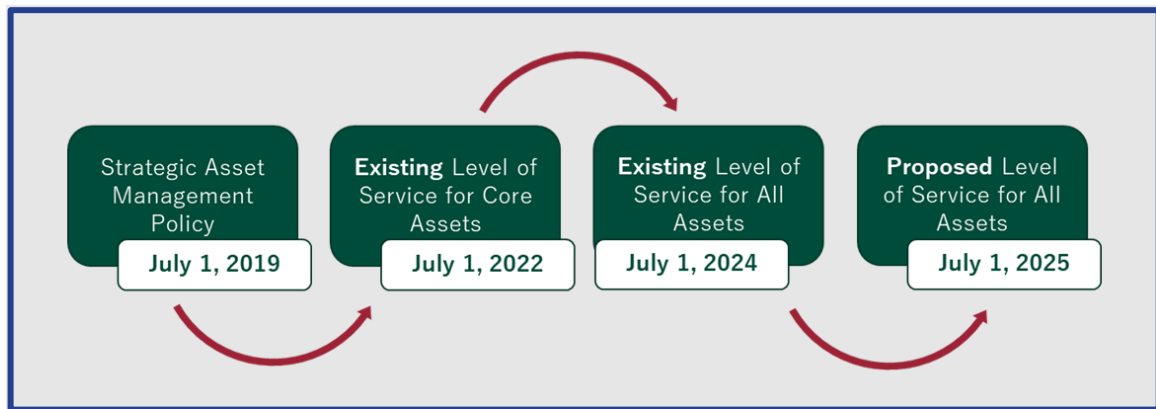 Strategic Asset
Management
Policy
July 1, 2019
Existing Level of
Service for Core
Assets
July 1, 2022
Existing Level of
Service for All
Assets
July 1, 2024
Proposed Level
of Service for All
Assets
July 1, 2025